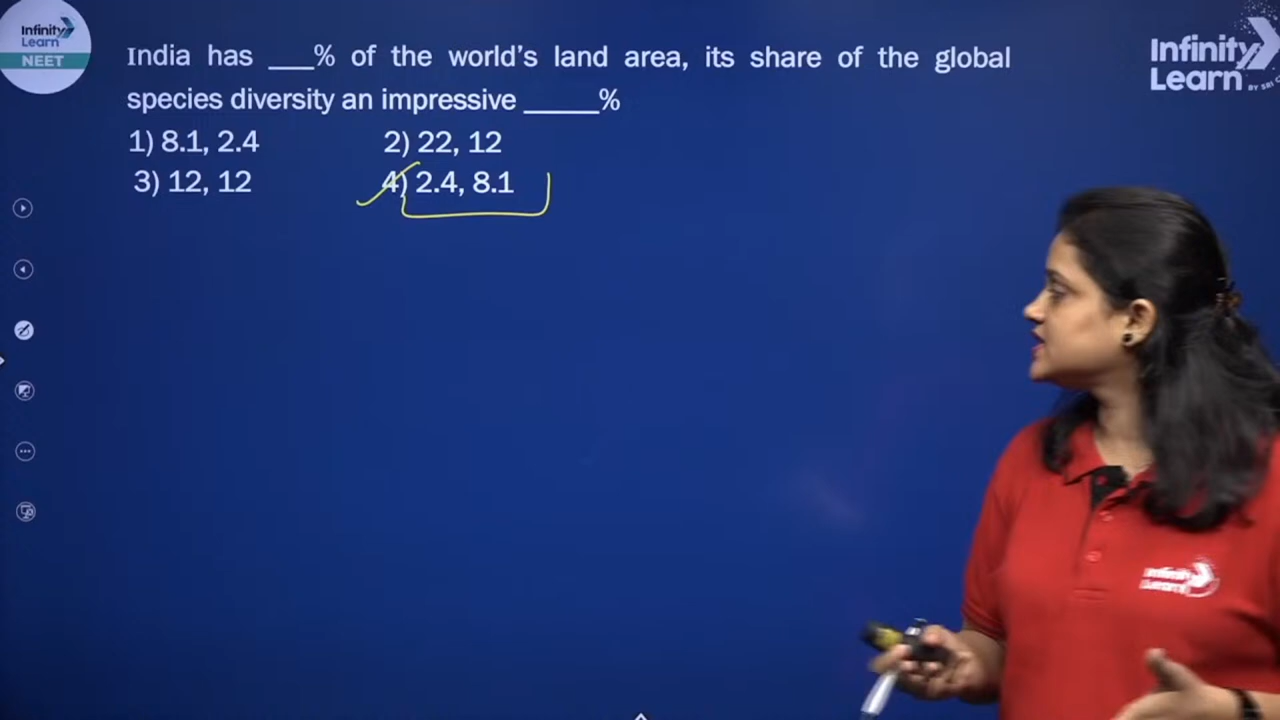 Infinity
Learn
NEET
India has ___% of the world's land area, its share of the global
species diversity an impressive _____%
1) 8.1, 2.4 2) 22, 12
3) 12, 12 4) 2.4, 8.1
Infinity
Learn
Infinity
Learn